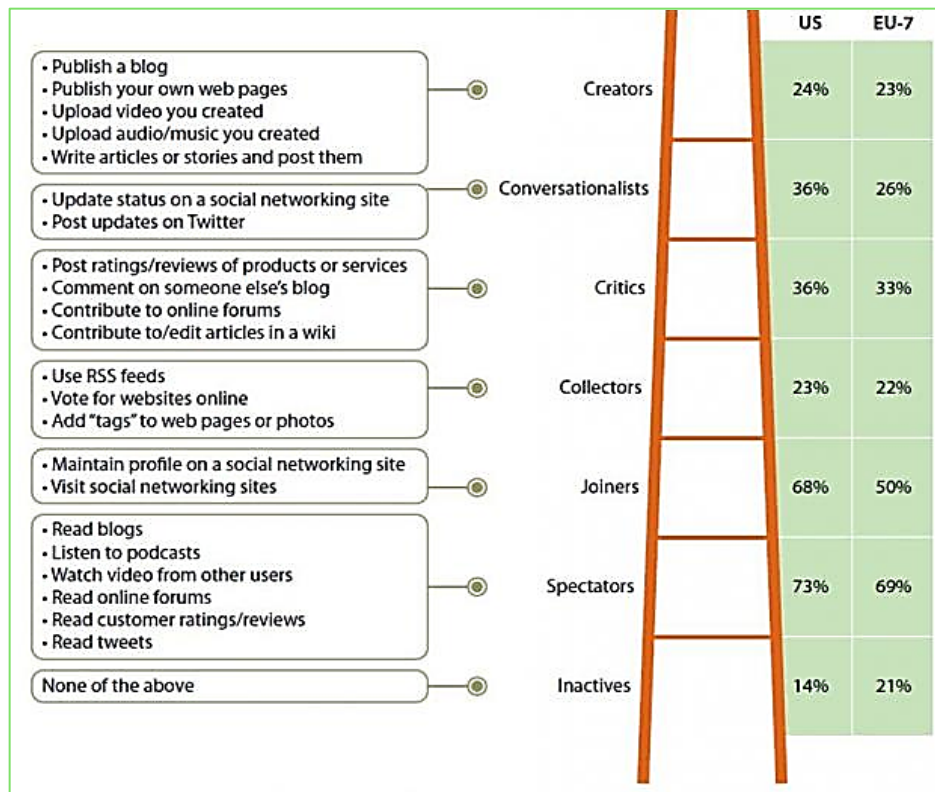 US EU-7
• Publish a blog
• Publish your own web pages
• Upload video you created
• Upload audio/music you created
• Write articles or stories and post them
Creators 24% 23%
• Update status on a social networking site
• Post updates on Twitter
Conversationalists 36% 26%
• Post ratings/reviews of products or services
• Comment on someone else's blog
• Contribute to online forums
• Contribute to/edit articles in a wiki
Critics 36% 33%
• Use RSS feeds
• Vote for websites online
• Add "tags" to web pages or photos
Collectors 23% 22%
• Maintain profile on a social networking site
• Visit social networking sites
Joiners 68% 50%
• Read blogs
• Listen to podcasts
• Watch video from other users
• Read online forums
• Read customer ratings/reviews
• Read tweets
Spectators 73% 69%
None of the above
Inactives 14% 21%